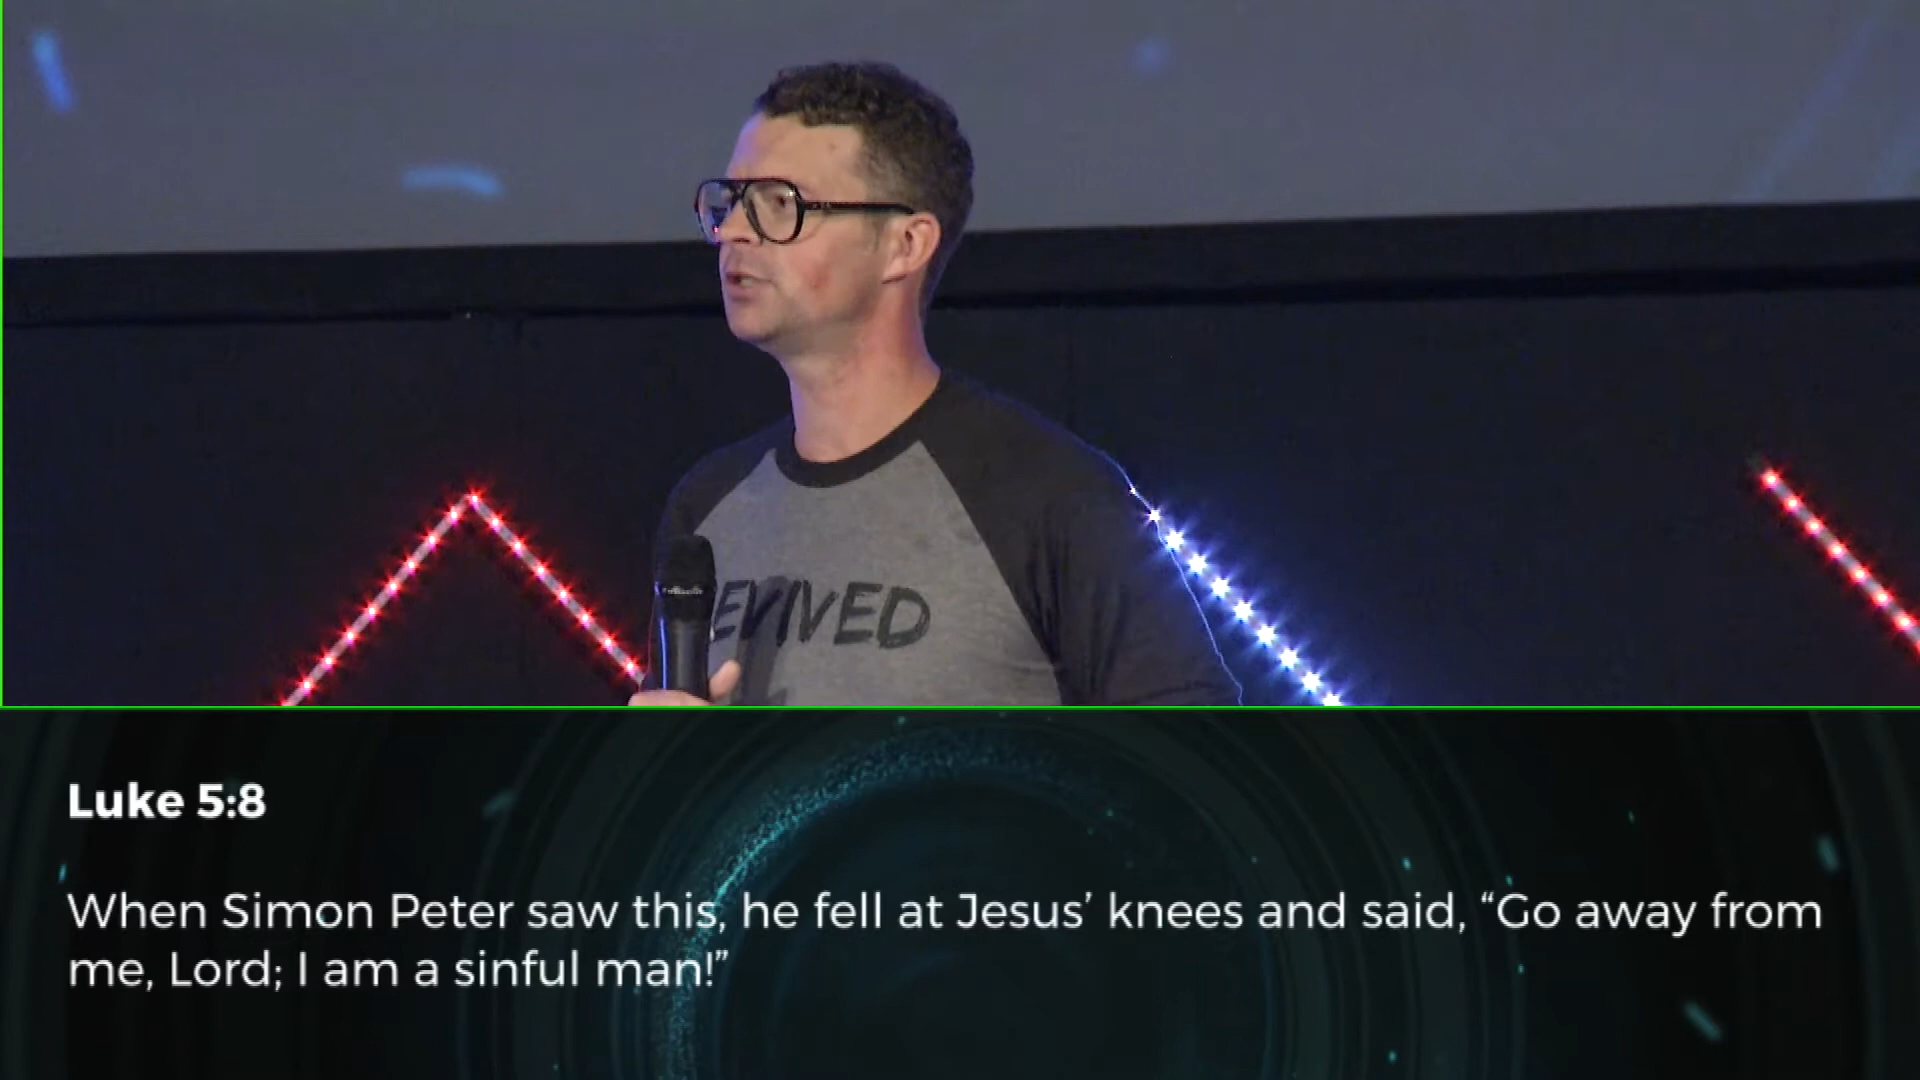 EVIVED
Luke 5:8
When Simon Peter saw this, he fell at Jesus’ knees and said, “Go away from
me, Lord; I am a sinful man!”